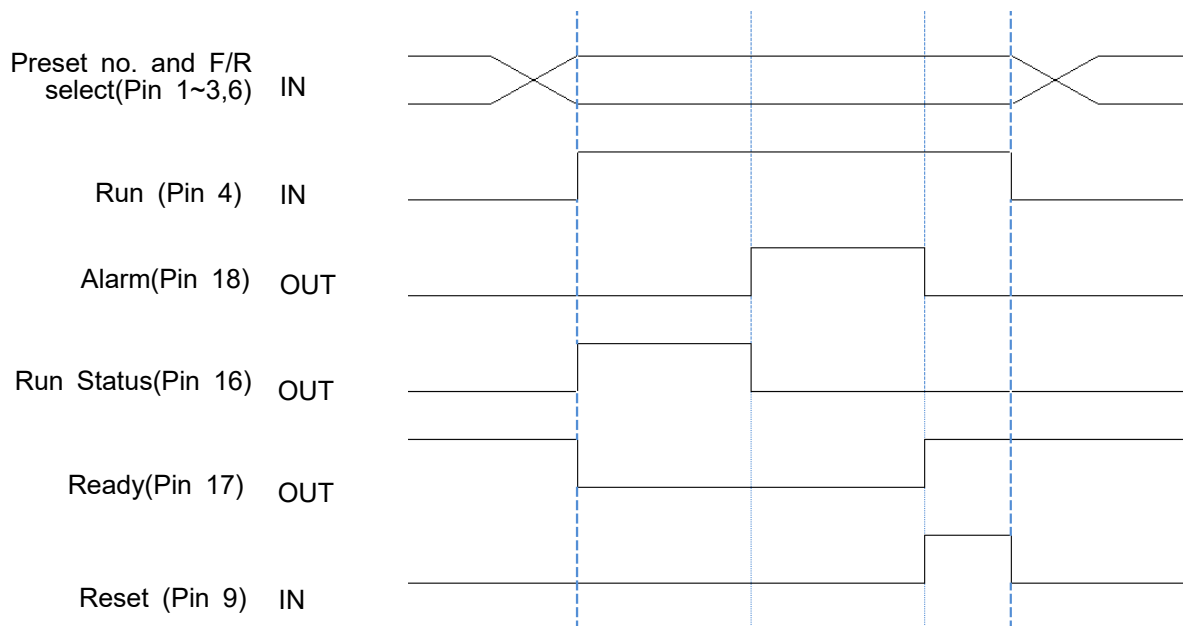 Preset no. and F/R
select(Pin 1~3,6) IN
Run (Pin 4) IN
Alarm(Pin 18) OUT
Run Status(Pin 16) OUT
Ready(Pin 17) OUT
Reset (Pin 9) IN